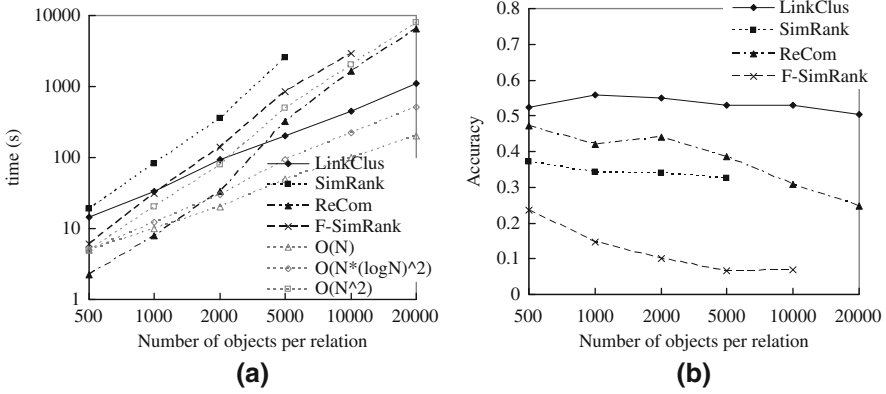 10000
1000
100
10
1
time (s)
500 1000 2000 5000 10000 20000
Number of objects per relation
LinkClus
SimRank
ReCom
F-SimRank
O(N)
O(N*(logN)^2)
O(N^2)
(a)
0.8
0.7
0.6
0.5
0.4
0.3
0.2
0.1
0
Accuracy
500 1000 2000 5000 10000 20000
Number of objects per relation
LinkClus
SimRank
ReCom
F-SimRank
(b)